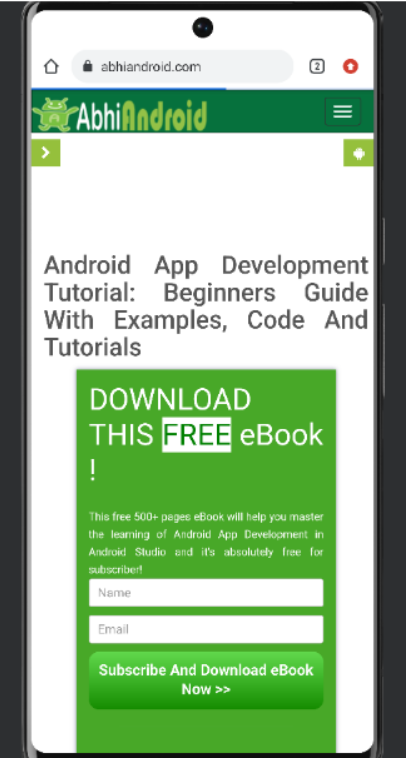 abhiandroid.com
2
AbhiAndroid
Android App Development
Tutorial: Beginners Guide
With Examples, Code And
Tutorials
DOWNLOAD
THIS FREE eBook
!
This free 500+ pages eBook will help you master
the learning of Android App Development in
Android Studio and it's absolutely free for
subscriber!
Name
Email
Subscribe And Download eBook
Now >>